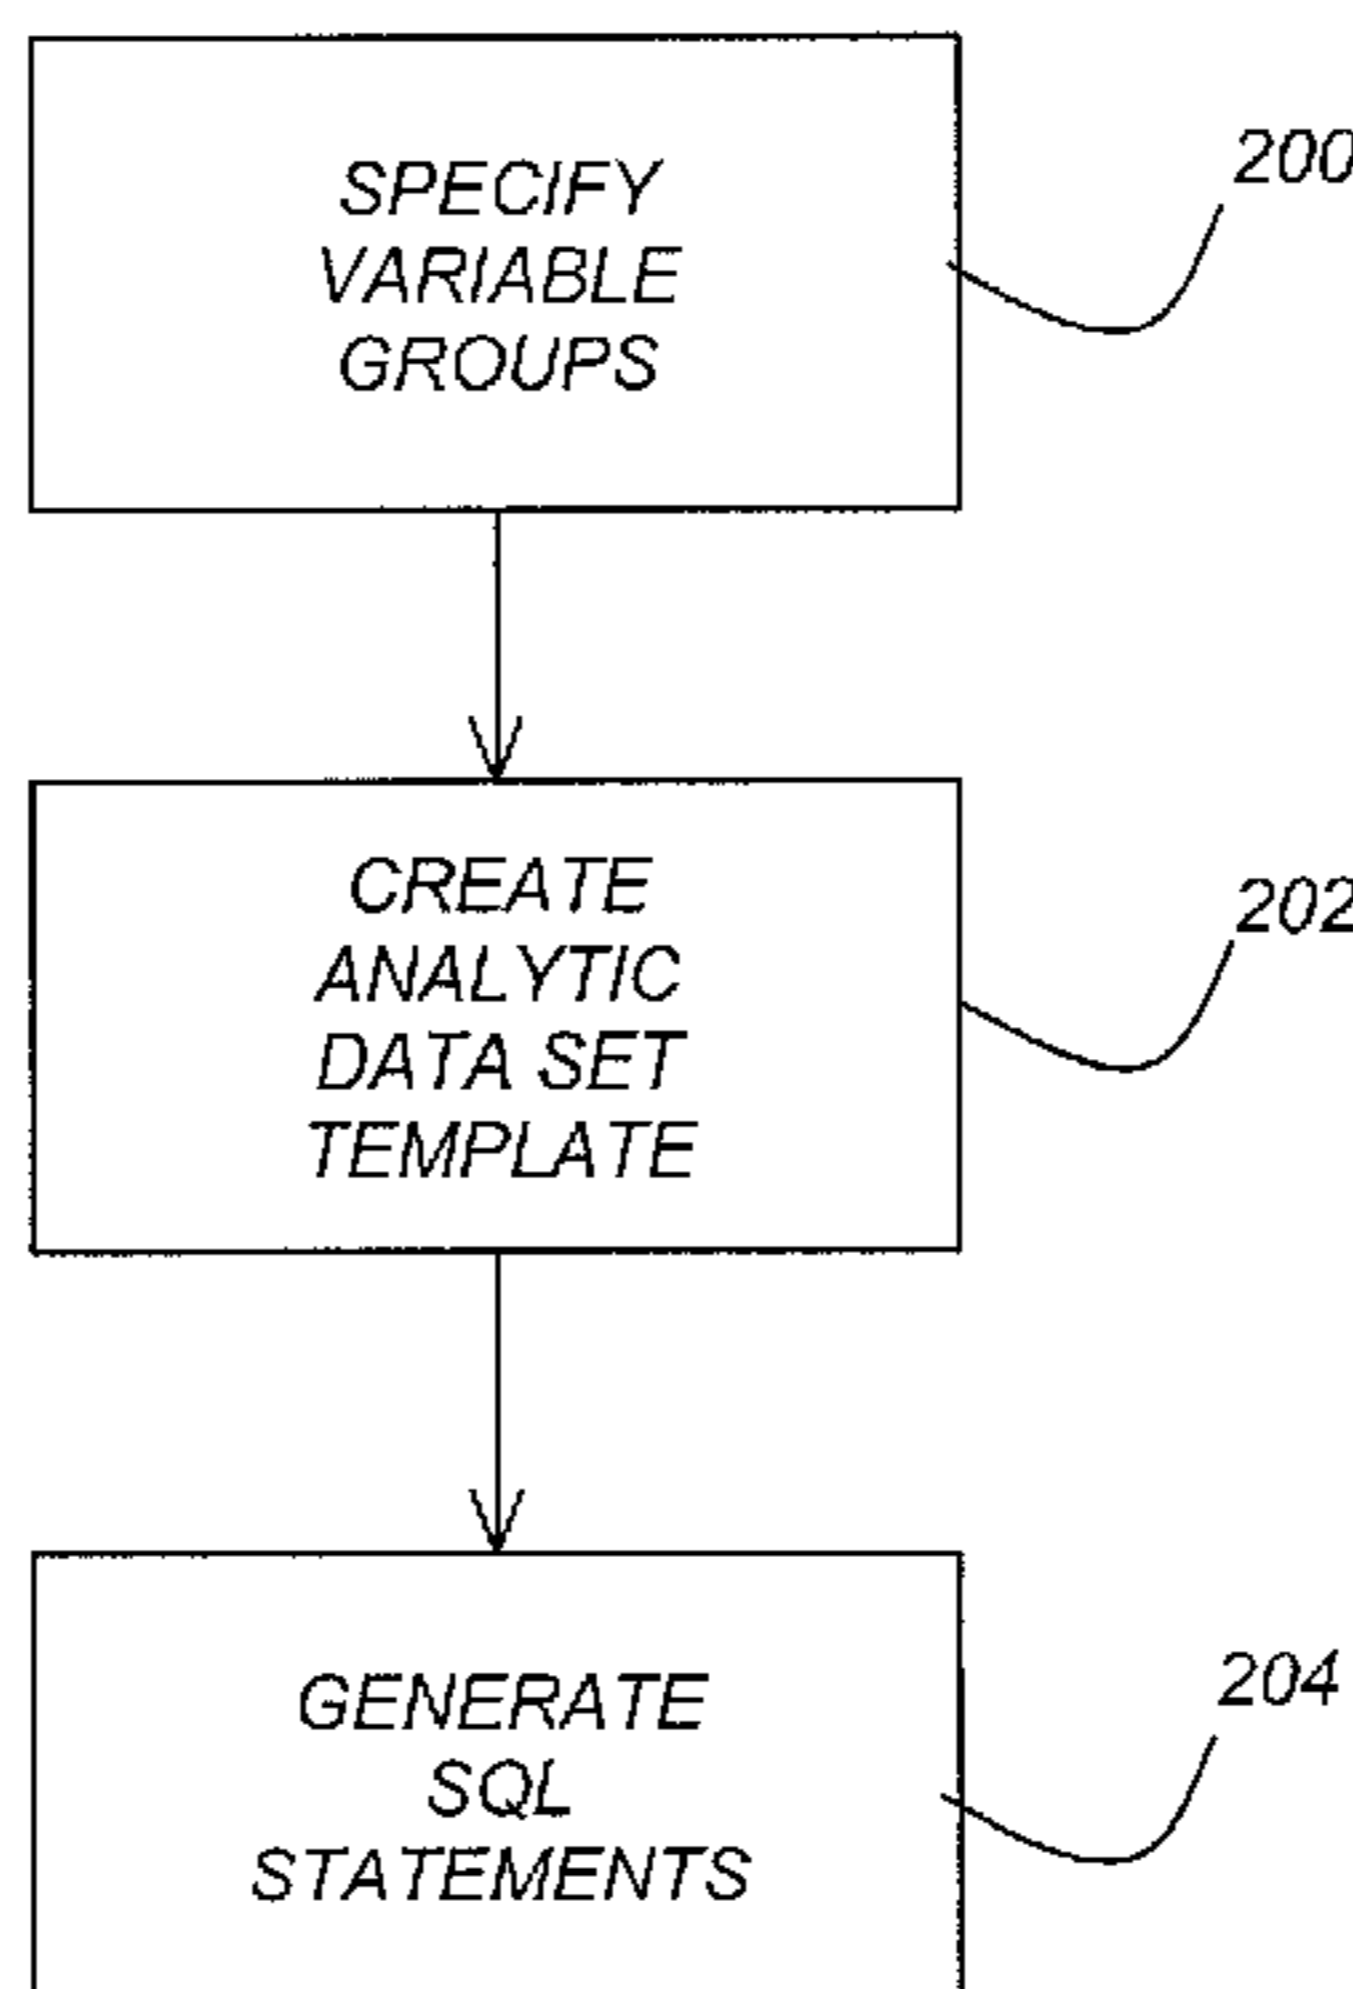 SPECIFY
VARIABLE
GROUPS
200
CREATE
ANALYTIC
DATA SET
TEMPLATE
202
GENERATE
SQL
STATEMENTS
204